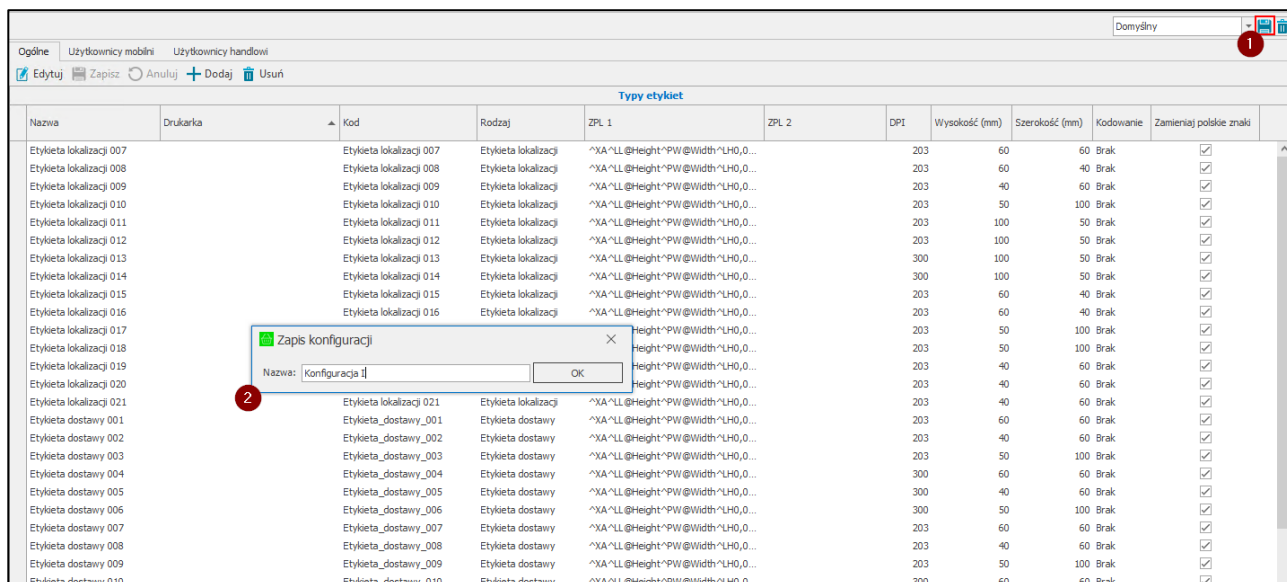 Domyślny
1
Ogólne Użytkownicy mobilni Użytkownicy handlowi
Edytuj Zapisz Anuluj Dodaj Usuń
Typy etykiet
Nazwa Drukarka Kod Rodzaj ZPL 1 ZPL 2 DPI Wysokość (mm) Szerokość (mm) Kodowanie Zamieniaj polskie znaki
Etykieta lokalizacji 007 Etykieta lokalizacji 007 Etykieta lokalizacji ^XA^LL@Height^PW@Width^LH0,0... 203 60 60 Brak
Etykieta lokalizacji 008 Etykieta lokalizacji 008 Etykieta lokalizacji ^XA^LL@Height^PW@Width^LH0,0... 203 60 40 Brak
Etykieta lokalizacji 009 Etykieta lokalizacji 009 Etykieta lokalizacji ^XA^LL@Height^PW@Width^LH0,0... 203 40 60 Brak
Etykieta lokalizacji 010 Etykieta lokalizacji 010 Etykieta lokalizacji ^XA^LL@Height^PW@Width^LH0,0... 203 50 100 Brak
Etykieta lokalizacji 011 Etykieta lokalizacji 011 Etykieta lokalizacji ^XA^LL@Height^PW@Width^LH0,0... 203 100 50 Brak
Etykieta lokalizacji 012 Etykieta lokalizacji 012 Etykieta lokalizacji ^XA^LL@Height^PW@Width^LH0,0... 203 100 50 Brak
Etykieta lokalizacji 013 Etykieta lokalizacji 013 Etykieta lokalizacji ^XA^LL@Height^PW@Width^LH0,0... 300 100 50 Brak
Etykieta lokalizacji 014 Etykieta lokalizacji 014 Etykieta lokalizacji ^XA^LL@Height^PW@Width^LH0,0... 300 100 50 Brak
Etykieta lokalizacji 015 Etykieta lokalizacji 015 Etykieta lokalizacji ^XA^LL@Height^PW@Width^LH0,0... 203 60 40 Brak
Etykieta lokalizacji 016 Etykieta lokalizacji 016 Etykieta lokalizacji ^XA^LL@Height^PW@Width^LH0,0... 203 60 40 Brak
Etykieta lokalizacji 017 Height^PW@Width^LH0,0... 203 50 100 Brak
Zapis konfiguracji
Etykieta lokalizacji 018 Height^PW@Width^LH0,0... 203 50 100 Brak
Etykieta lokalizacji 019 Height^PW@Width^LH0,0... 203 40 60 Brak
Nazwa: Konfiguracja I OK
Etykieta lokalizacji 020 Height^PW@Width^LH0,0... 203 40 60 Brak
2
Etykieta lokalizacji 021 Etykieta lokalizacji 021 Etykieta lokalizacji ^XA^LL@Height^PW@Width^LH0,0... 203 40 60 Brak
Etykieta dostawy 001 Etykieta_dostawy_001 Etykieta dostawy ^XA^LL@Height^PW@Width^LH0,0... 203 60 60 Brak
Etykieta dostawy 002 Etykieta_dostawy_002 Etykieta dostawy ^XA^LL@Height^PW@Width^LH0,0... 203 40 60 Brak
Etykieta dostawy 003 Etykieta_dostawy_003 Etykieta dostawy ^XA^LL@Height^PW@Width^LH0,0... 203 50 100 Brak
Etykieta dostawy 004 Etykieta_dostawy_004 Etykieta dostawy ^XA^LL@Height^PW@Width^LH0,0... 300 60 60 Brak
Etykieta dostawy 005 Etykieta_dostawy_005 Etykieta dostawy ^XA^LL@Height^PW@Width^LH0,0... 300 40 60 Brak
Etykieta dostawy 006 Etykieta_dostawy_006 Etykieta dostawy ^XA^LL@Height^PW@Width^LH0,0... 300 50 100 Brak
Etykieta dostawy 007 Etykieta_dostawy_007 Etykieta dostawy ^XA^LL@Height^PW@Width^LH0,0... 203 60 60 Brak
Etykieta dostawy 008 Etykieta_dostawy_008 Etykieta dostawy ^XA^LL@Height^PW@Width^LH0,0... 203 40 60 Brak
Etykieta dostawy 009 Etykieta_dostawy_009 Etykieta dostawy ^XA^LL@Height^PW@Width^LH0,0... 203 50 100 Brak
Etykieta dostawy 010 Etykieta_dostawy_010 Etykieta dostawy ^XA^LL@Height^PW@Width^LH0,0... 300 60 60 Brak